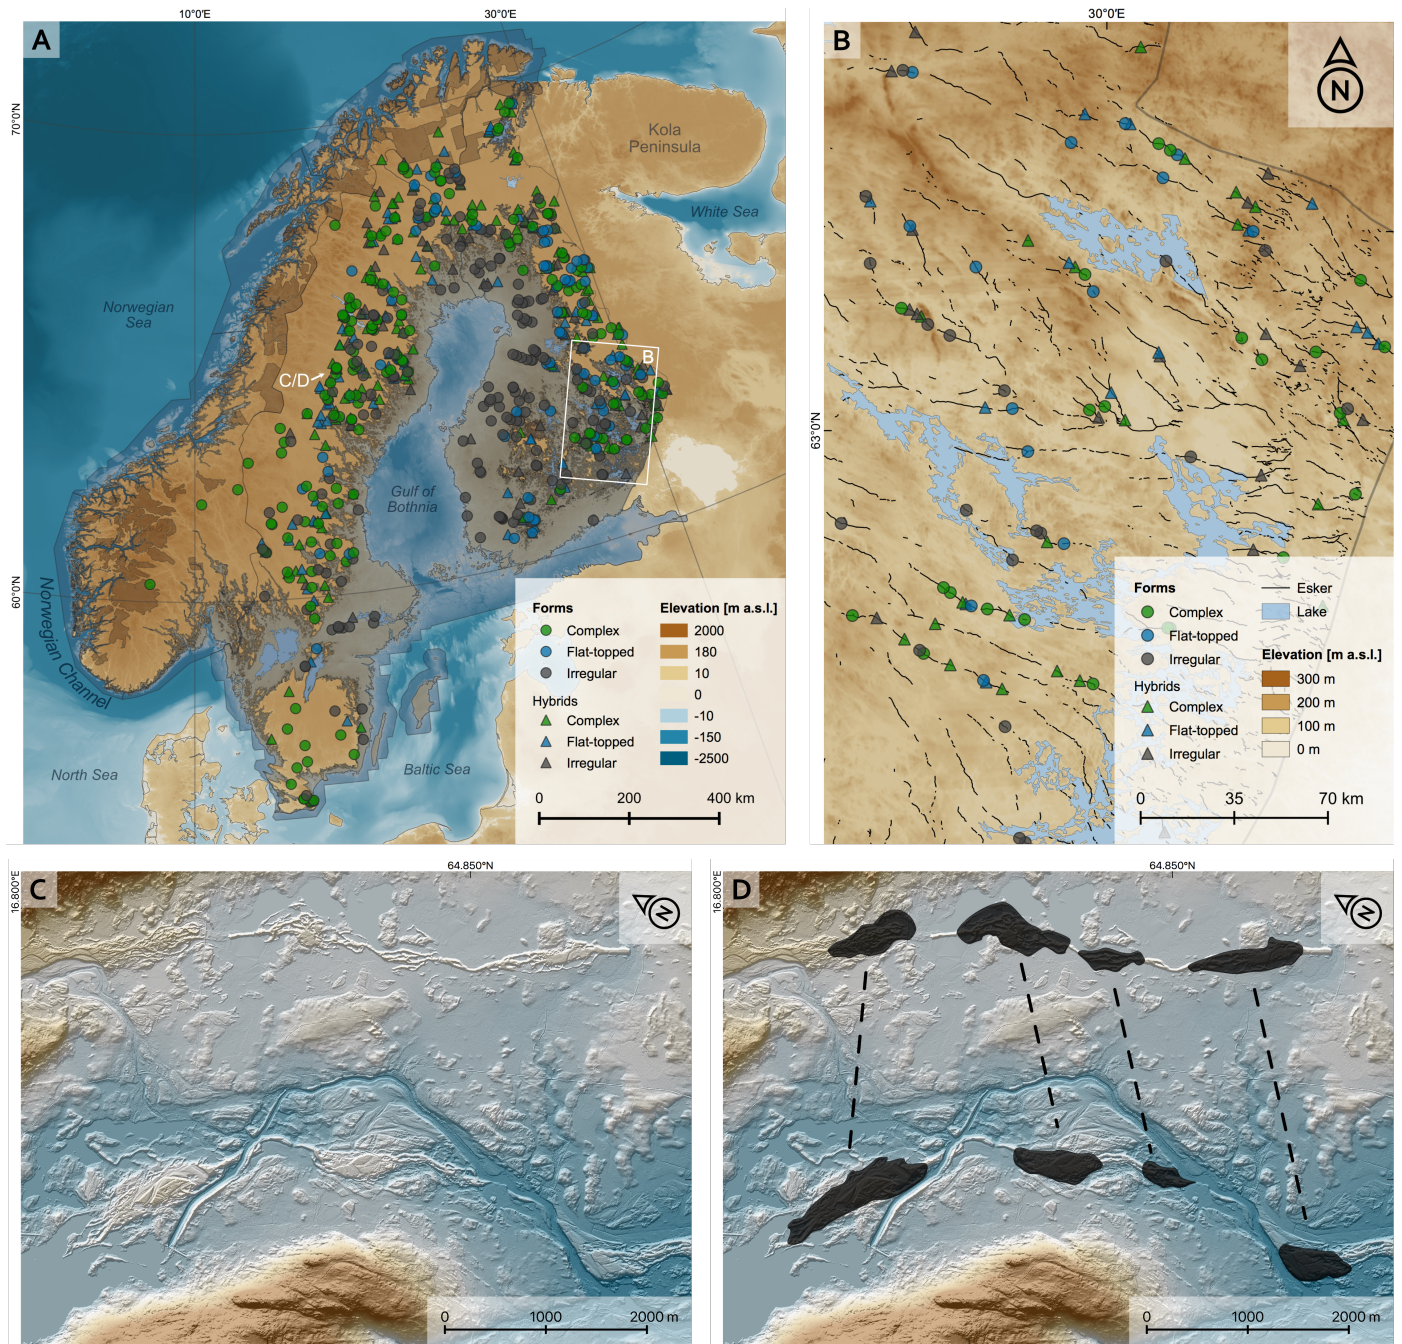 10°0'E
30°0'E
A
70°0'N
60°0'N
Kola
Peninsula
White Sea
Norwegian
Sea
B
C/D
Gulf of
Bothnia
Norwegian Channel
North Sea
Baltic Sea
Forms
Complex
Flat-topped
Irregular
Hybrids
Complex
Flat-topped
Irregular
Elevation [m a.s.l.]
2000
180
10
0
-10
-150
-2500
0 200 400 km
30°0'E
B
N
63°0'N
Forms
Complex
Flat-topped
Irregular
Hybrids
Complex
Flat-topped
Irregular
Esker
Lake
Elevation [m a.s.l.]
300 m
200 m
100 m
0 m
0 35 70 km
64.850°N
16.800°E
C
N
0 1000 2000 m
64.850°N
16.800°E
D
N
0 1000 2000 m